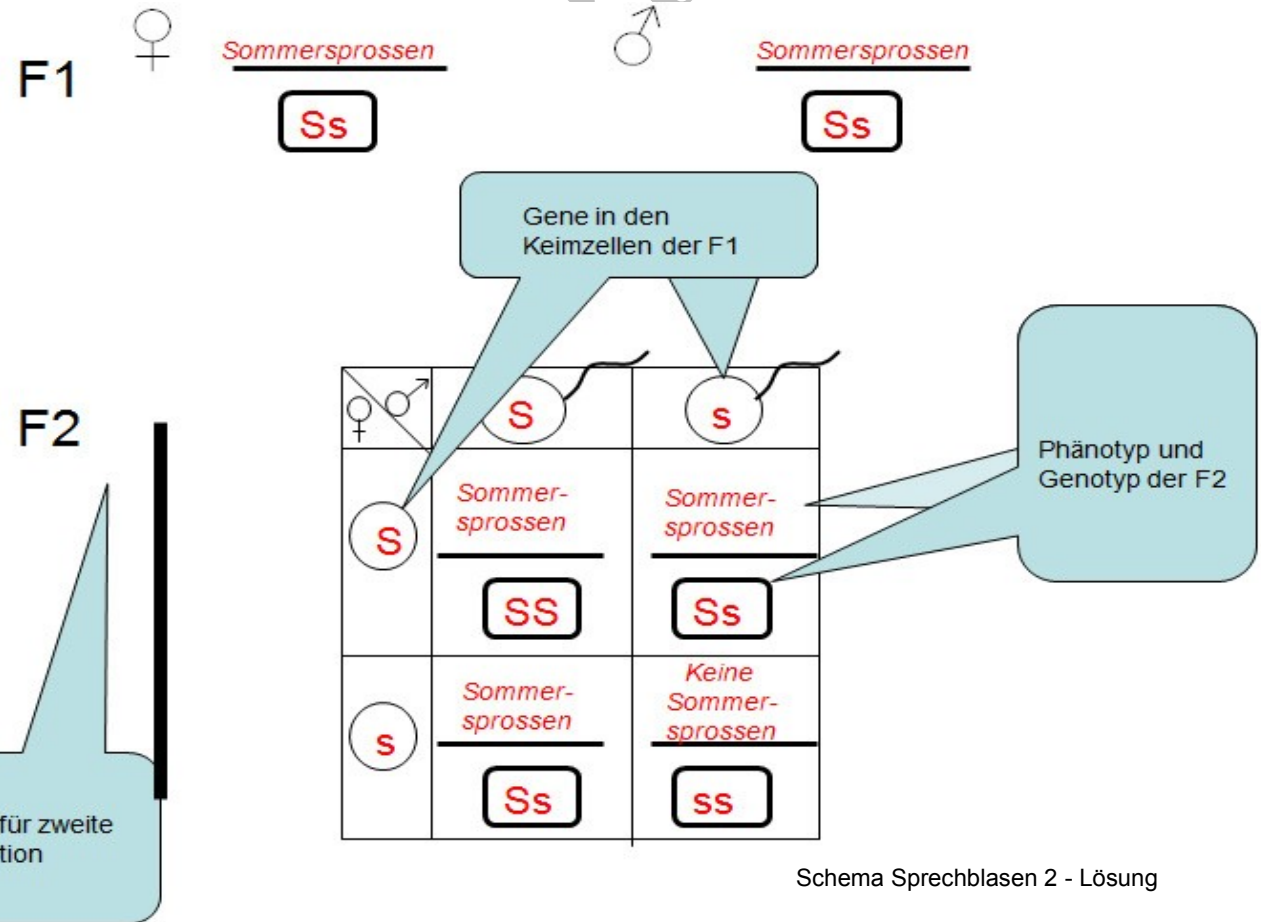 F1
Sommersprossen
Sommersprossen
Ss
Ss
Gene in den
Keimzellen der F1
F2
S
s
Phänotyp und
Genotyp der F2
S
Sommer-
sprossen
Sommer-
sprossen
SS
Ss
s
Sommer-
sprossen
Keine
Sommer-
sprossen
Ss
ss
für zweite
tion
Schema Sprechblasen 2 - Lösung